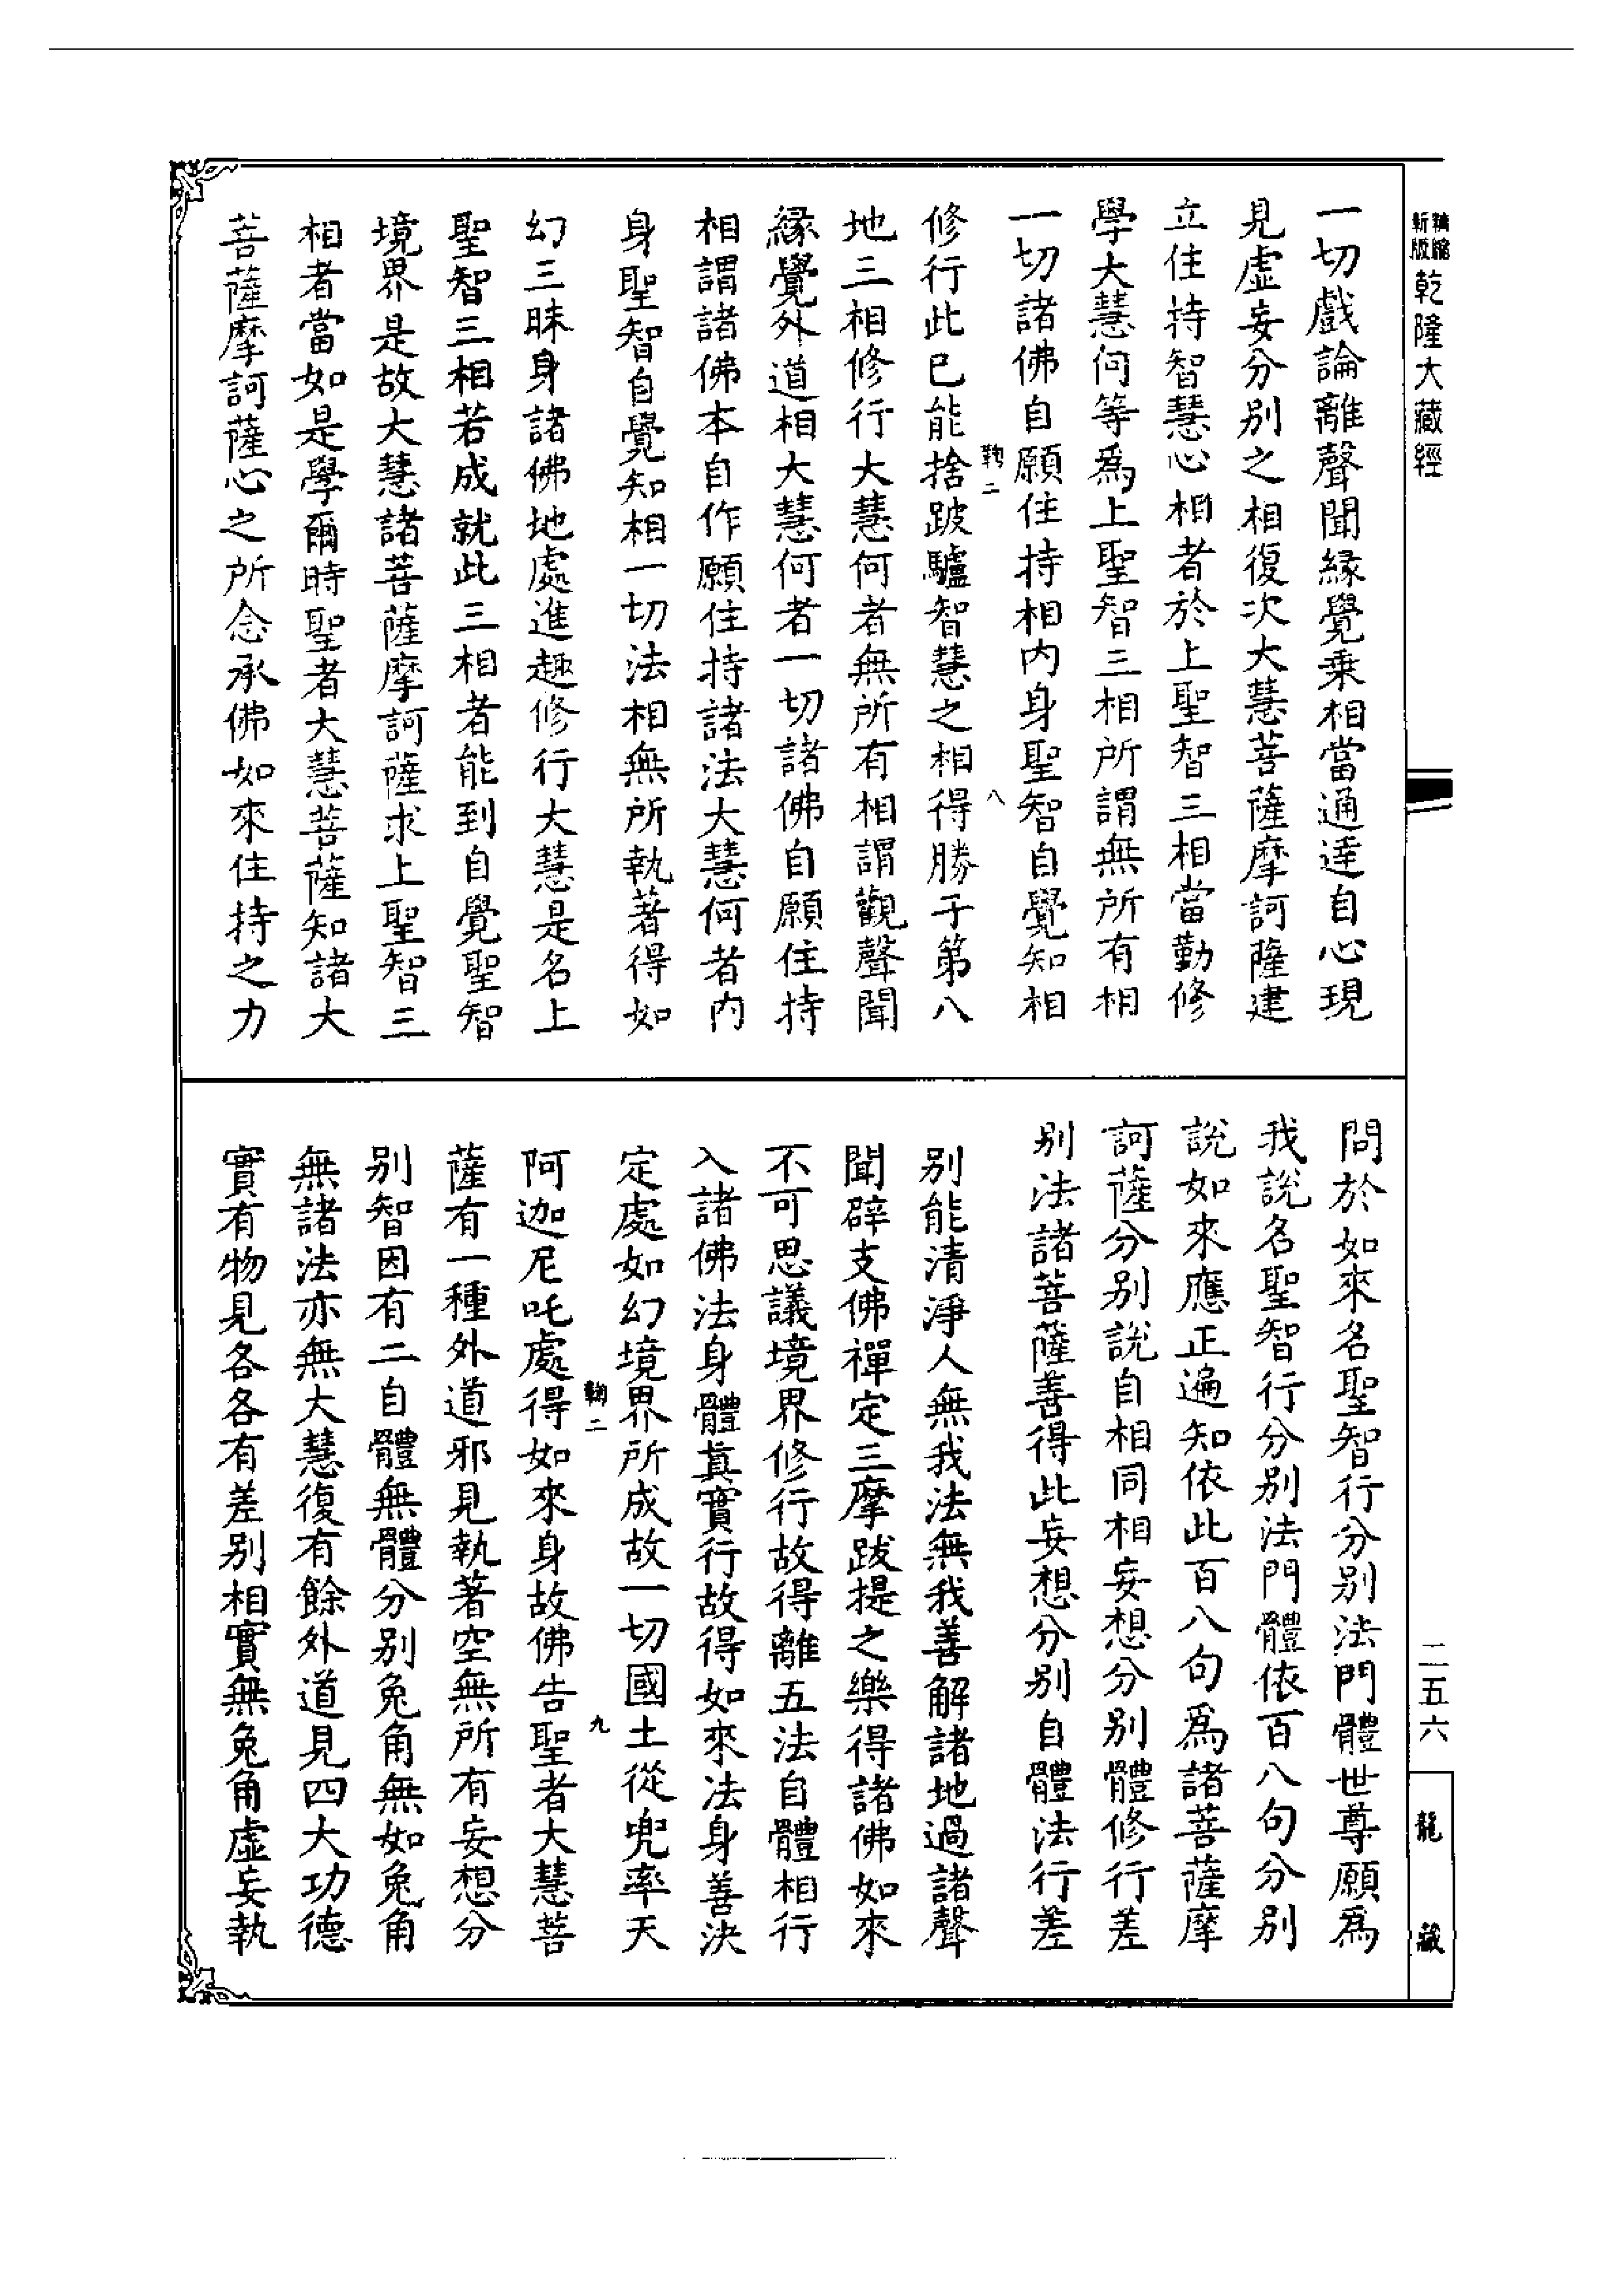 精縮新版乾隆大藏經
一切戲論離聲聞緣覺乘相當通達自心現
見虛妄分別之相復次大慧菩薩摩訶薩建
立住持智慧心相者於上聖智三相當勤修
學大慧何等爲上聖智三相所謂無所有相
一切諸佛自願住持相內身聖智自覺知相
修行此已能捨跛驢智慧之相得勝子第八
地三相修行大慧何者無所有相謂觀聲聞
緣覺外道相大慧何者一切諸佛自願住持
相謂諸佛本自作願住持諸法大慧何者內
身聖智自覺知相一切法相無所執著得如
幻三昧身諸佛地處進趣修行大慧是名上
聖智三相若成就此三相者能到自覺聖智
境界是故大慧諸菩薩摩訶薩求上聖智三
相者當如是學爾時聖者大慧菩薩知諸大
菩薩摩訶薩心之所念承佛如來住持之力
二
八
問於如來名聖智行分別法門體世尊願爲
我說名聖智行分別法門體依百八句分別
說如來應正遍知依此百八句爲諸菩薩摩
訶薩分別說自相同相妄想分別體修行差
別法諸菩薩善得此妄想分別自體法行差
別能清淨人無我法無我善解諸地過諸聲
聞辟支佛禪定三摩跋提之樂得諸佛如來
不可思議境界修行故得離五法自體相行
入諸佛法身體真實行故得如來法身善決
定處如幻境界所成故一切國土從兜率天
阿迦尼吒處得如來身故佛告聖者大慧菩
薩有一種外道邪見執著空無所有妄想分
別智因有二自體無體分別兔角無如兔角
無諸法亦無大慧復有餘外道見四大功德
實有物見各各有差別相實無兔角虛妄執
二
九
二五六
龍藏